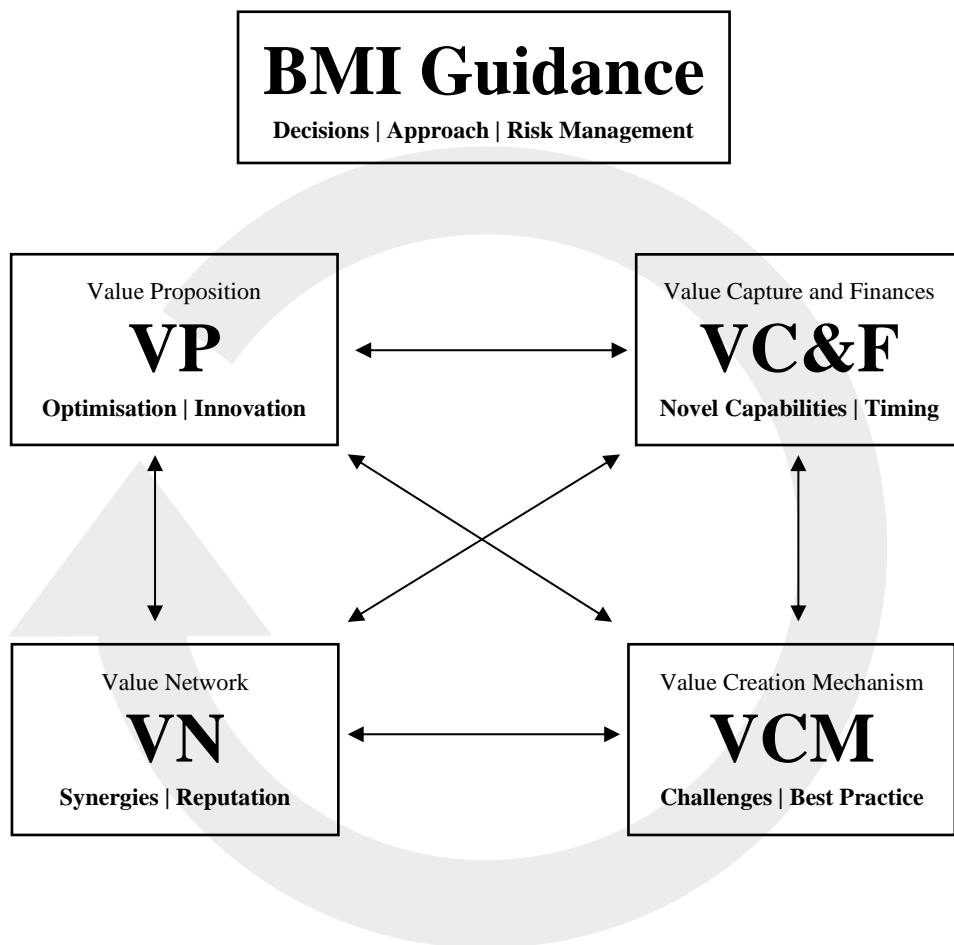 BMI Guidance
Decisions | Approach | Risk Management
Value Proposition
VP
Optimisation | Innovation
Value Capture and Finances
VC&F
Novel Capabilities | Timing
Value Network
VN
Synergies | Reputation
Value Creation Mechanism
VCM
Challenges | Best Practice